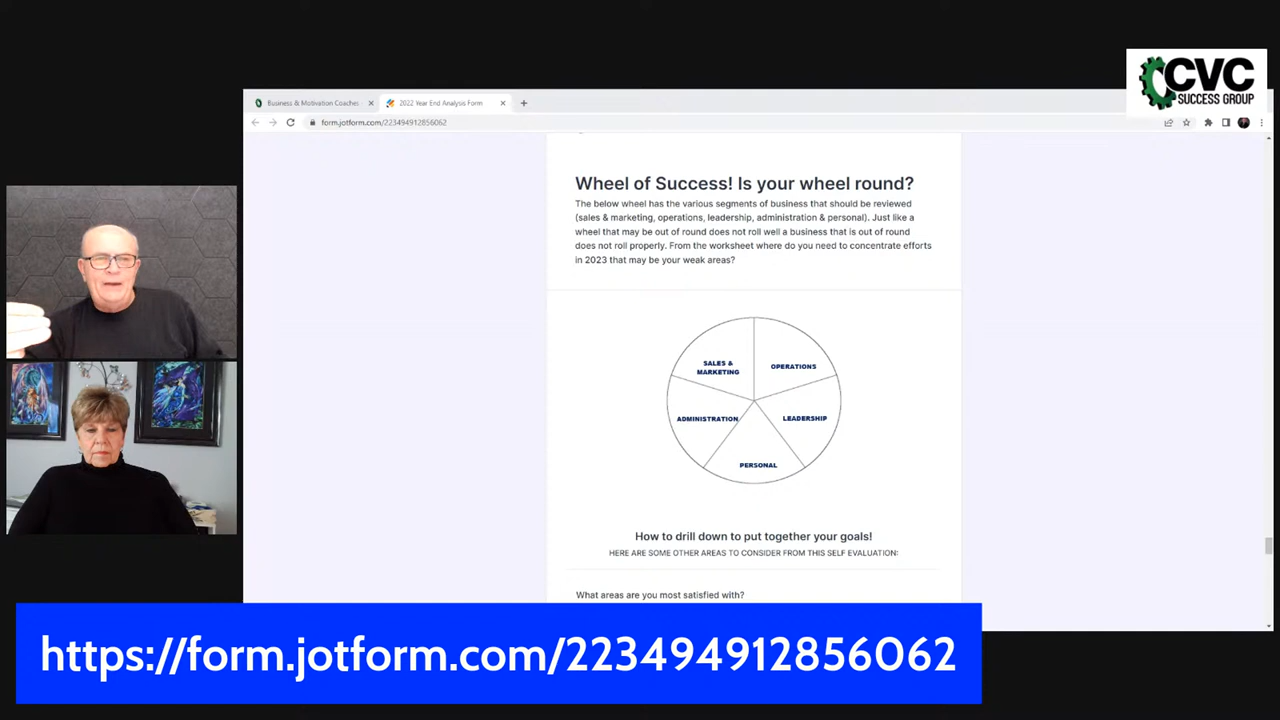 CVC
SUCCESS GROUP
Business & Motivation Coaches
2022 Year End Analysis Form
form.jotform.com/223494912856062
Wheel of Success! Is your wheel round?
The below wheel has the various segments of business that should be reviewed
(sales & marketing, operations, leadership, administration & personal). Just like a
wheel that may be out of round does not roll well a business that is out of round
does not roll properly. From the worksheet where do you need to concentrate efforts
in 2023 that may be your weak areas?
SALES &
MARKETING
OPERATIONS
ADMINISTRATION
LEADERSHIP
PERSONAL
How to drill down to put together your goals!
HERE ARE SOME OTHER AREAS TO CONSIDER FROM THIS SELF EVALUATION:
What areas are you most satisfied with?
https://form.jotform.com/223494912856062